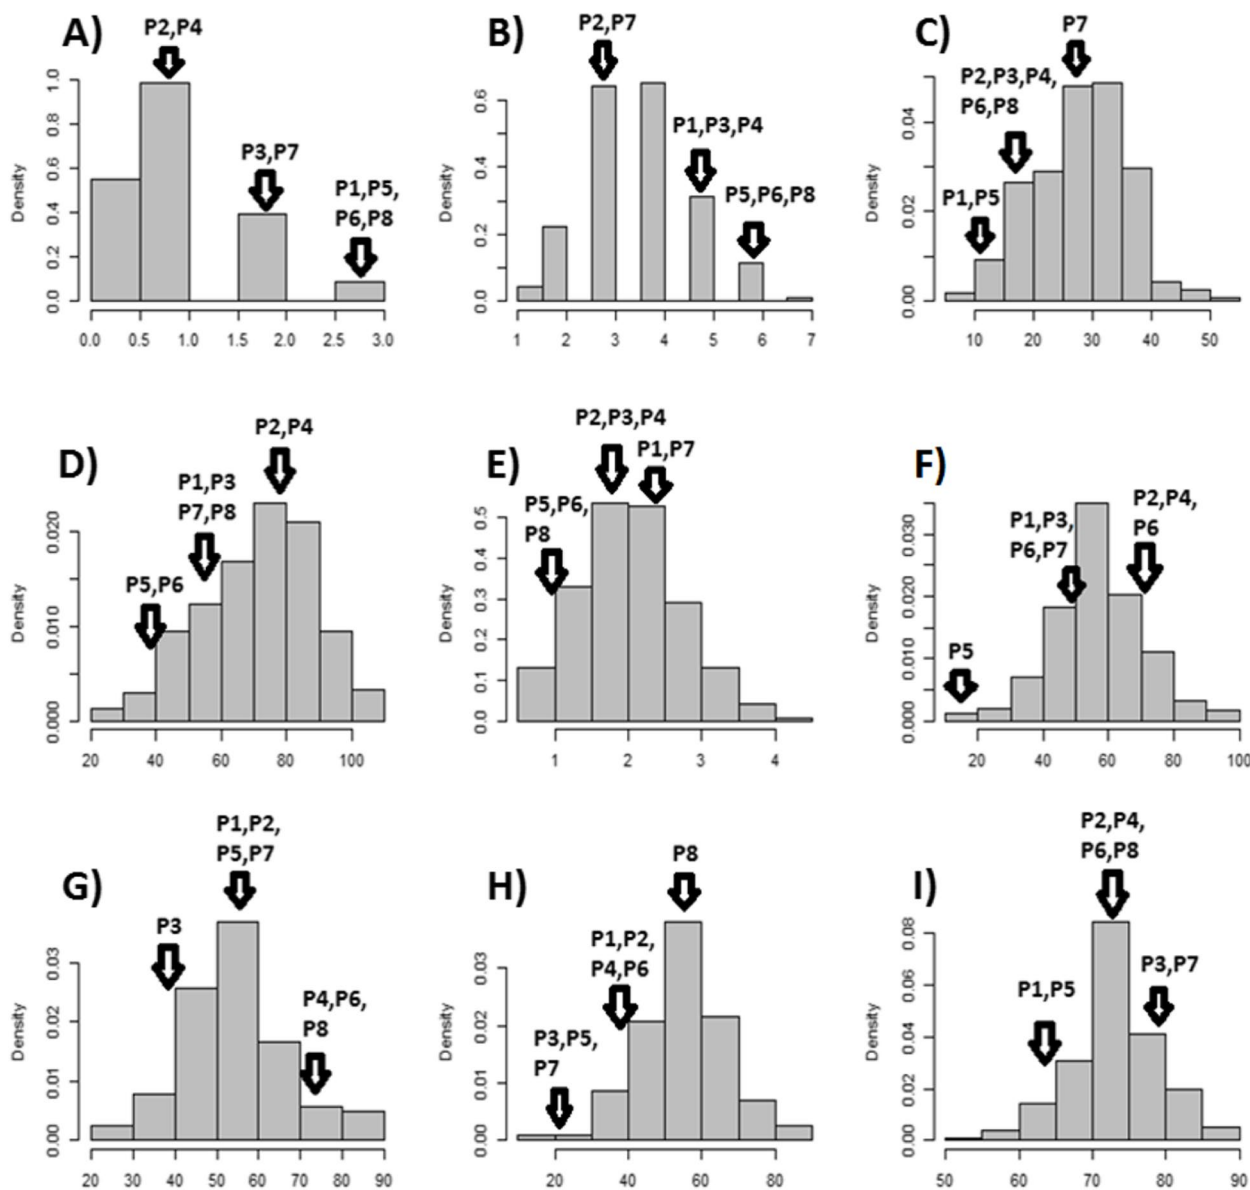 A)
P2,P4
P3,P7
P1,P5,
P6,P8
Density
0.0 0.2 0.4 0.6 0.8 1.0
0.0 0.5 1.0 1.5 2.0 2.5 3.0
B)
P2,P7
P1,P3,P4
P5,P6,P8
Density
0.0 0.2 0.4 0.6
1 2 3 4 5 6 7
C)
P7
P2,P3,P4,
P6,P8
P1,P5
Density
0.00 0.02 0.04
10 20 30 40 50
D)
P2,P4
P1,P3
P7,P8
P5,P6
Density
0.000 0.010 0.020
20 40 60 80 100
E)
P2,P3,P4
P1,P7
P5,P6,
P8
Density
0.0 0.1 0.2 0.3 0.4 0.5
1 2 3 4
F)
P2,P4,
P6
P1,P3,
P6,P7
P5
Density
0.000 0.010 0.020 0.030
20 40 60 80 100
G)
P1,P2,
P5,P7
P3
P4,P6,
P8
Density
0.00 0.01 0.02 0.03
20 30 40 50 60 70 80 90
H)
P8
P1,P2,
P4,P6
P3,P5,
P7
Density
0.00 0.01 0.02 0.03
20 40 60 80
I)
P2,P4,
P6,P8
P3,P7
P1,P5
Density
0.00 0.02 0.04 0.06 0.08
50 60 70 80 90